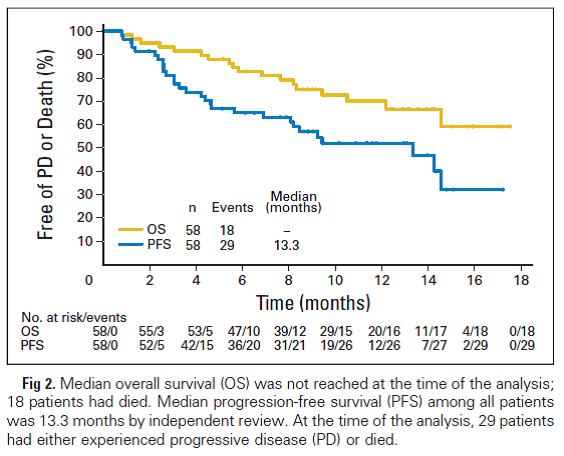 Free of PD or Death (%)
100
90
80
70
60
50
40
30
20
10
n Events Median (months)
OS 58 18 –
PFS 58 29 13.3
0 2 4 6 8 10 12 14 16 18
Time (months)
No. at risk/events
OS 58/0 55/3 53/5 47/10 39/12 29/15 20/16 11/17 4/18 0/18
PFS 58/0 52/5 42/15 36/20 31/21 19/26 12/26 7/27 2/29 0/29
Fig 2. Median overall survival (OS) was not reached at the time of the analysis;
18 patients had died. Median progression-free survival (PFS) among all patients
was 13.3 months by independent review. At the time of the analysis, 29 patients
had either experienced progressive disease (PD) or died.